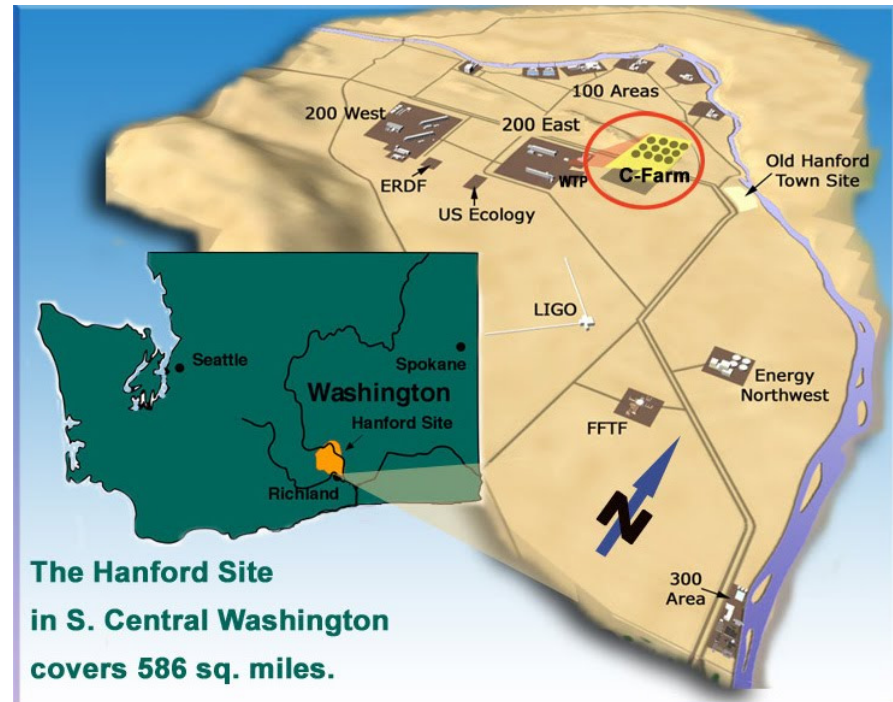 100 Areas
200 West
200 East
Old Hanford
Town Site
ERDF
WTP
C-Farm
US Ecology
LIGO
Seattle
Spokane
Washington
Hanford Site
Richland
Energy
Northwest
FFTF
N
The Hanford Site
in S. Central Washington
covers 586 sq. miles.
300
Area